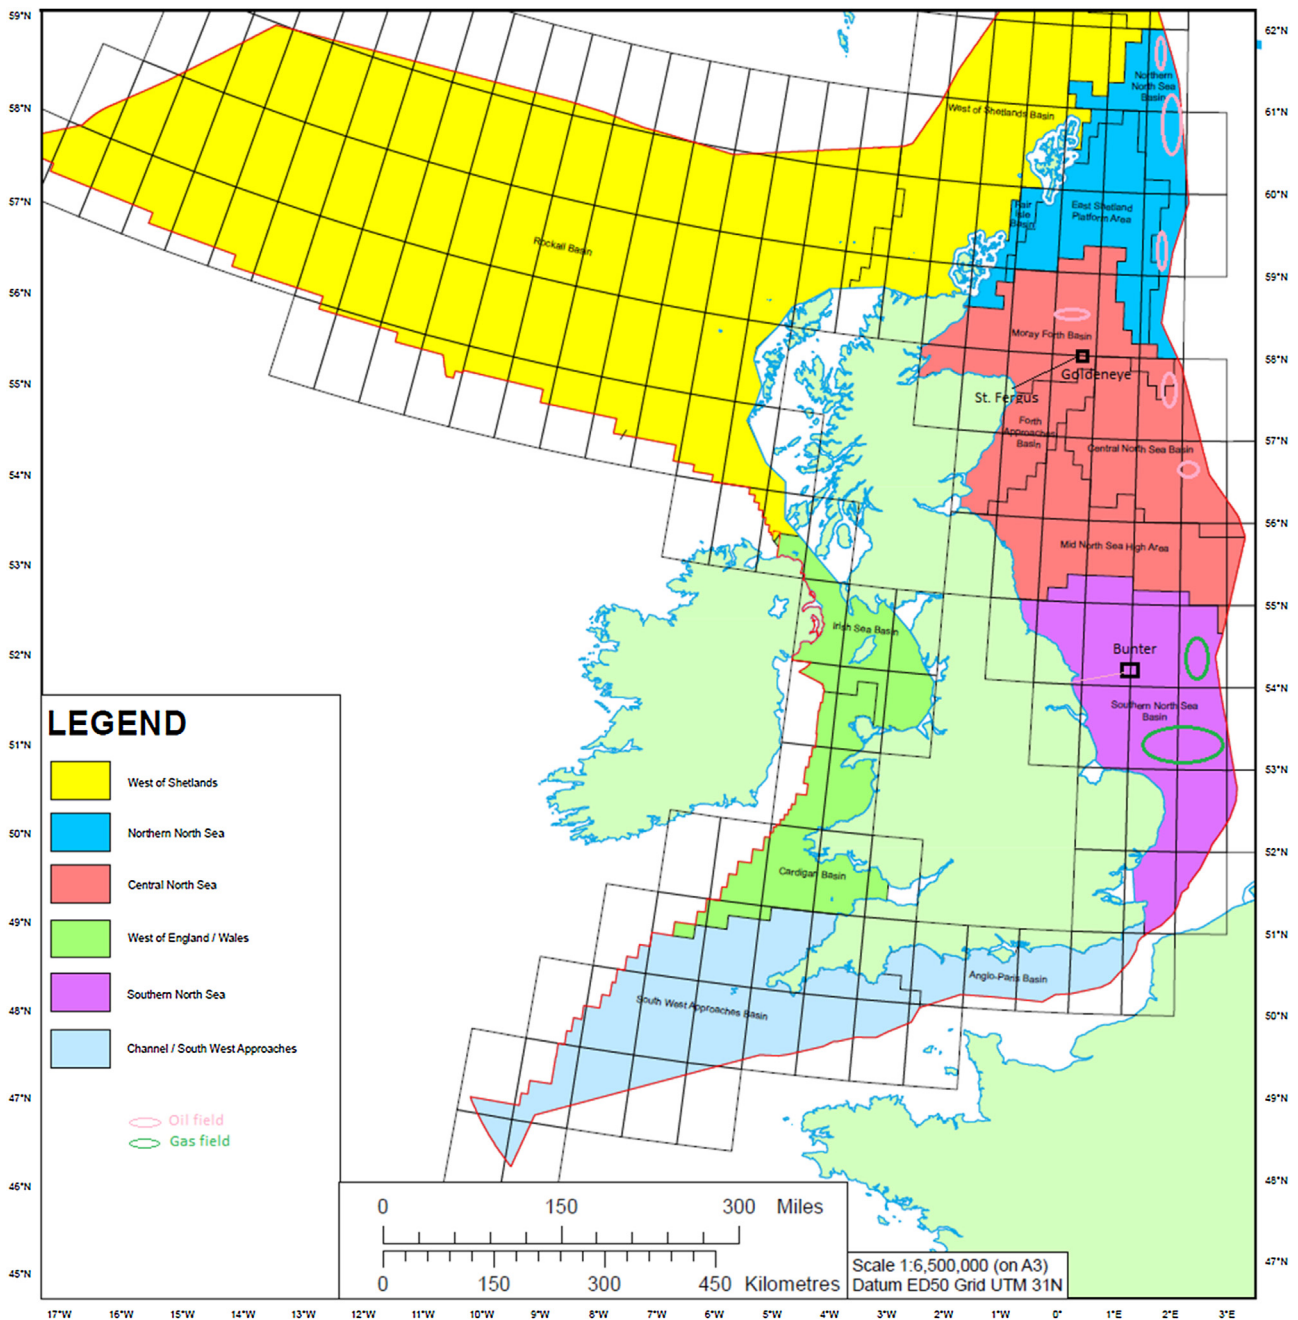 59°N
58°N
57°N
56°N
55°N
54°N
53°N
52°N
51°N
50°N
49°N
48°N
47°N
46°N
45°N
62°N
61°N
60°N
59°N
58°N
57°N
56°N
55°N
54°N
53°N
52°N
51°N
50°N
49°N
48°N
47°N
Northern
North Sea
Basin
West of Shetlands Basin
Fair
Isle
Basin
East Shetland
Platform Area
Rockall Basin
Moray Forth Basin
Goldeneye
St. Fergus
Forth
Approaches
Basin
Central North Sea Basin
Mid North Sea High Area
Irish Sea Basin
Bunter
Southern North Sea
Basin
Cardigan Basin
Anglo-Paris Basin
South West Approaches Basin
LEGEND
West of Shetlands
Northern North Sea
Central North Sea
West of England / Wales
Southern North Sea
Channel / South West Approaches
Oil field
Gas field
0 150 300 Miles
0 150 300 450 Kilometres
Scale 1:6,500,000 (on A3)
Datum ED50 Grid UTM 31N
17°W 16°W 15°W 14°W 13°W 12°W 11°W 10°W 9°W 8°W 7°W 6°W 5°W 4°W 3°W 2°W 1°W 0° 1°E 2°E 3°E